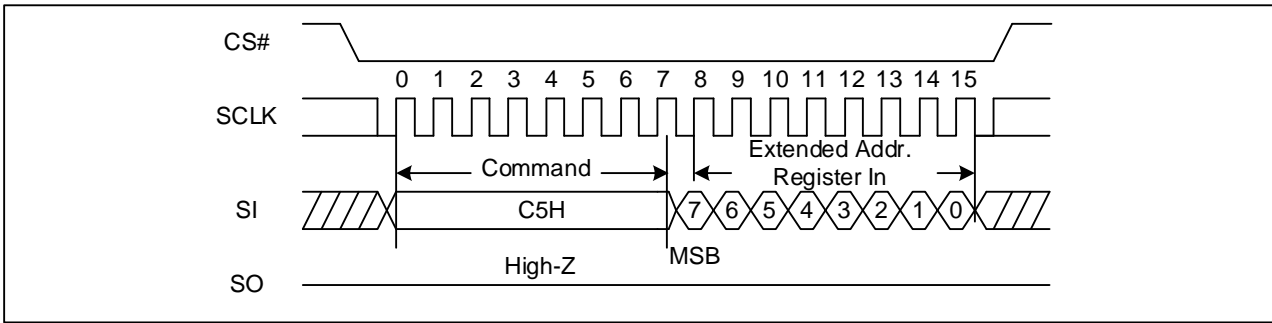 CS#
0 1 2 3 4 5 6 7 8 9 10 11 12 13 14 15
SCLK
Command
Extended Addr.
Register In
SI
C5H
7 6 5 4 3 2 1 0
MSB
High-Z
SO